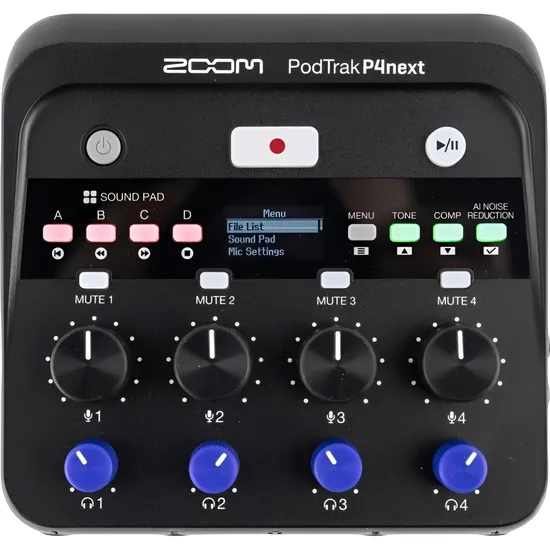 ZOOM PodTrak P4next
SOUND PAD
A B C D
Menu
File List
Sound Pad
Mic Settings
MENU TONE COMP AI NOISE REDUCTION
MUTE 1 MUTE 2 MUTE 3 MUTE 4
1 2 3 4
1 2 3 4